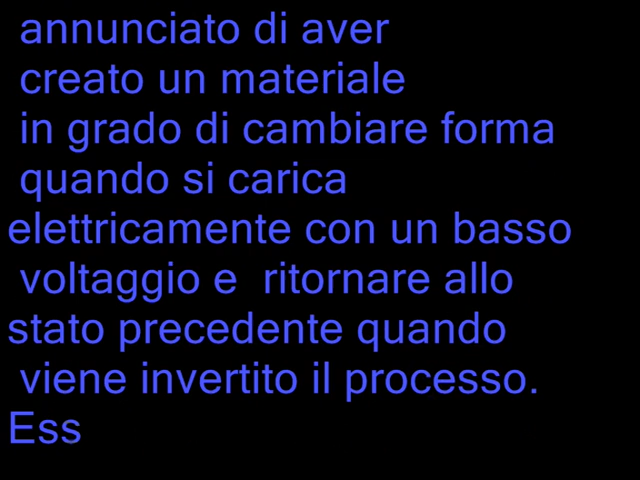 annunciato di aver
creato un materiale
in grado di cambiare forma
quando si carica
elettricamente con un basso
voltaggio e  ritornare allo
stato precedente quando
viene invertito il processo.
Ess